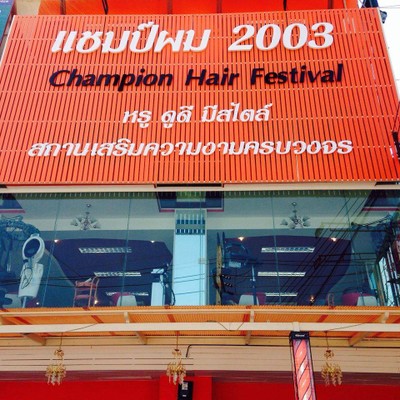 แชมป์ผม 2003
Champion Hair Festival
หรู ดูดี มีสไตล์
สถานเสริมความงามครบวงจร